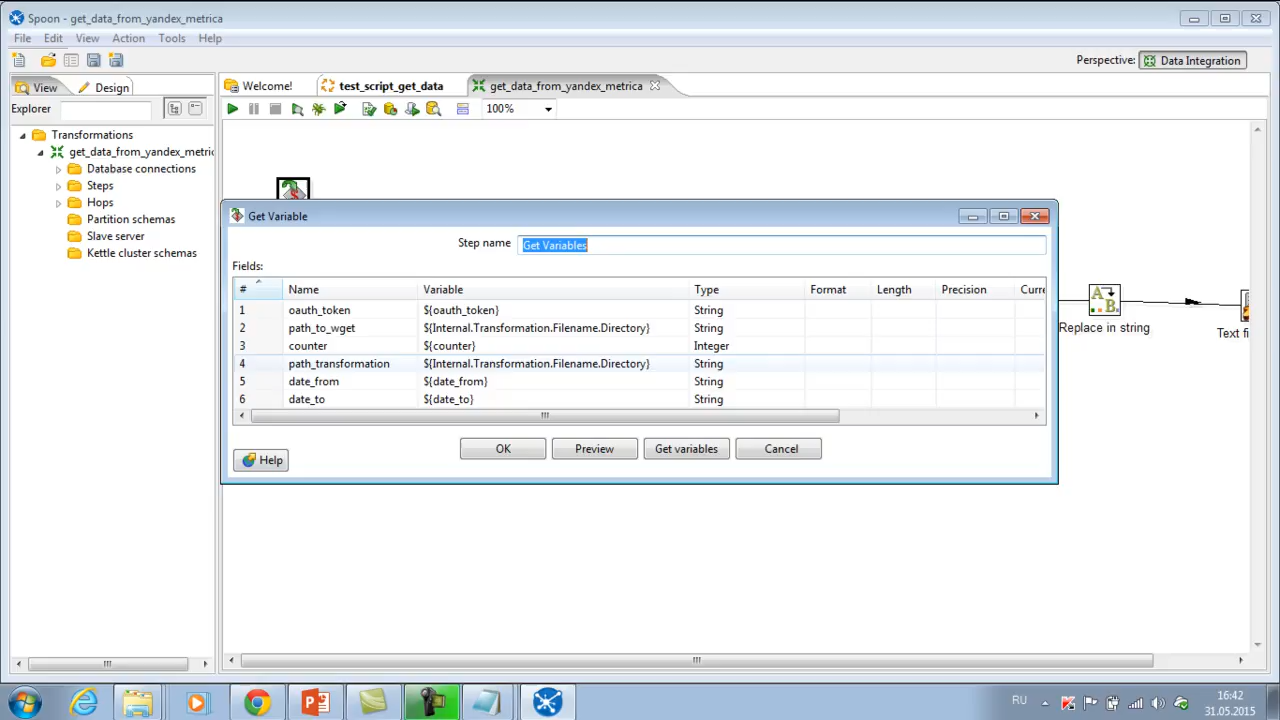 Spoon - get_data_from_yandex_metrica
File Edit View Action Tools Help
Perspective: Data Integration
View Design
Welcome! test_script_get_data get_data_from_yandex_metrica
Explorer
100%
Transformations
get_data_from_yandex_metric
Database connections
Steps
Hops
Partition schemas
Slave server
Kettle cluster schemas
Get Variable
Step name Get Variables
Fields:
# Name Variable Type Format Length Precision Curre
1 oauth_token ${oauth_token} String
2 path_to_wget ${Internal.Transformation.Filename.Directory} String
3 counter ${counter} Integer
4 path_transformation ${Internal.Transformation.Filename.Directory} String
5 date_from ${date_from} String
6 date_to ${date_to} String
Help OK Preview Get variables Cancel
Replace in string
Text fi
RU
16:42
31.05.2015